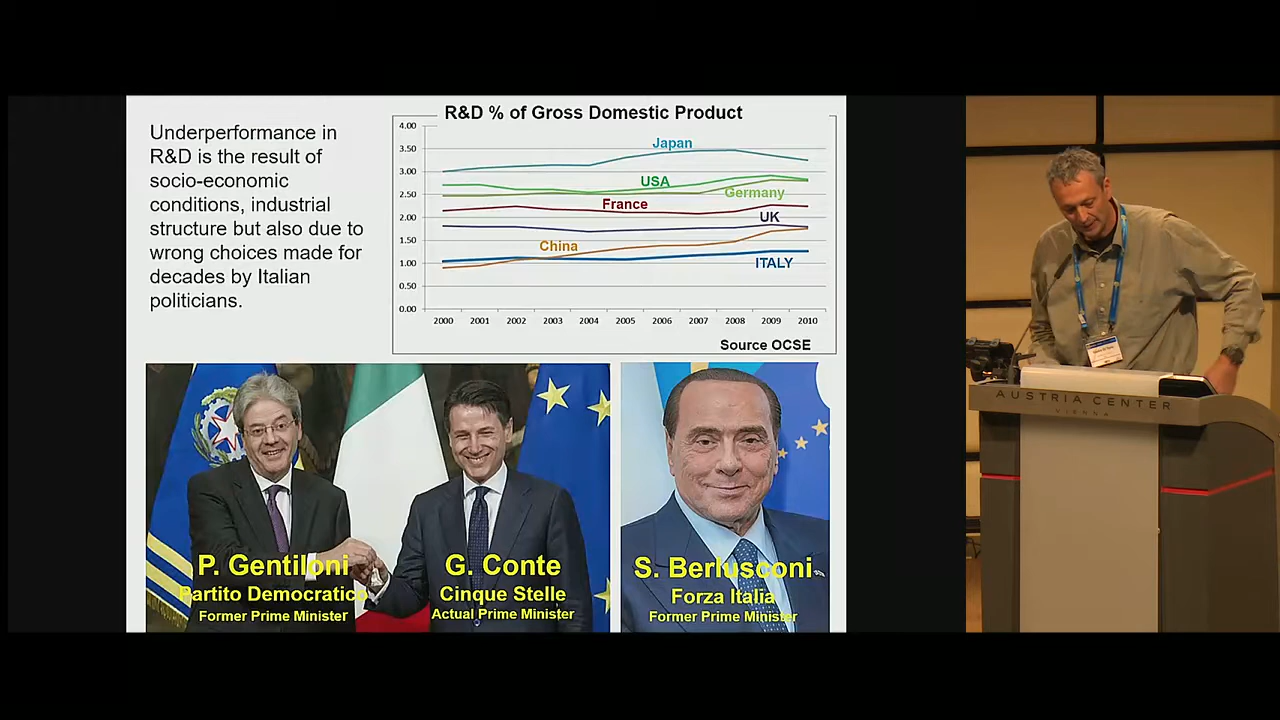 Underperformance in
R&D is the result of
socio-economic
conditions, industrial
structure but also due to
wrong choices made for
decades by Italian
politicians.
R&D % of Gross Domestic Product
4.00
3.50
3.00
2.50
2.00
1.50
1.00
0.50
0.00
Japan
USA
Germany
France
UK
China
ITALY
2000 2001 2002 2003 2004 2005 2006 2007 2008 2009 2010
Source OCSE
P. Gentiloni
Partito Democratico
Former Prime Minister
G. Conte
Cinque Stelle
Actual Prime Minister
S. Berlusconi
Forza Italia
Former Prime Minister
AUSTRIA CENTER
VIENNA